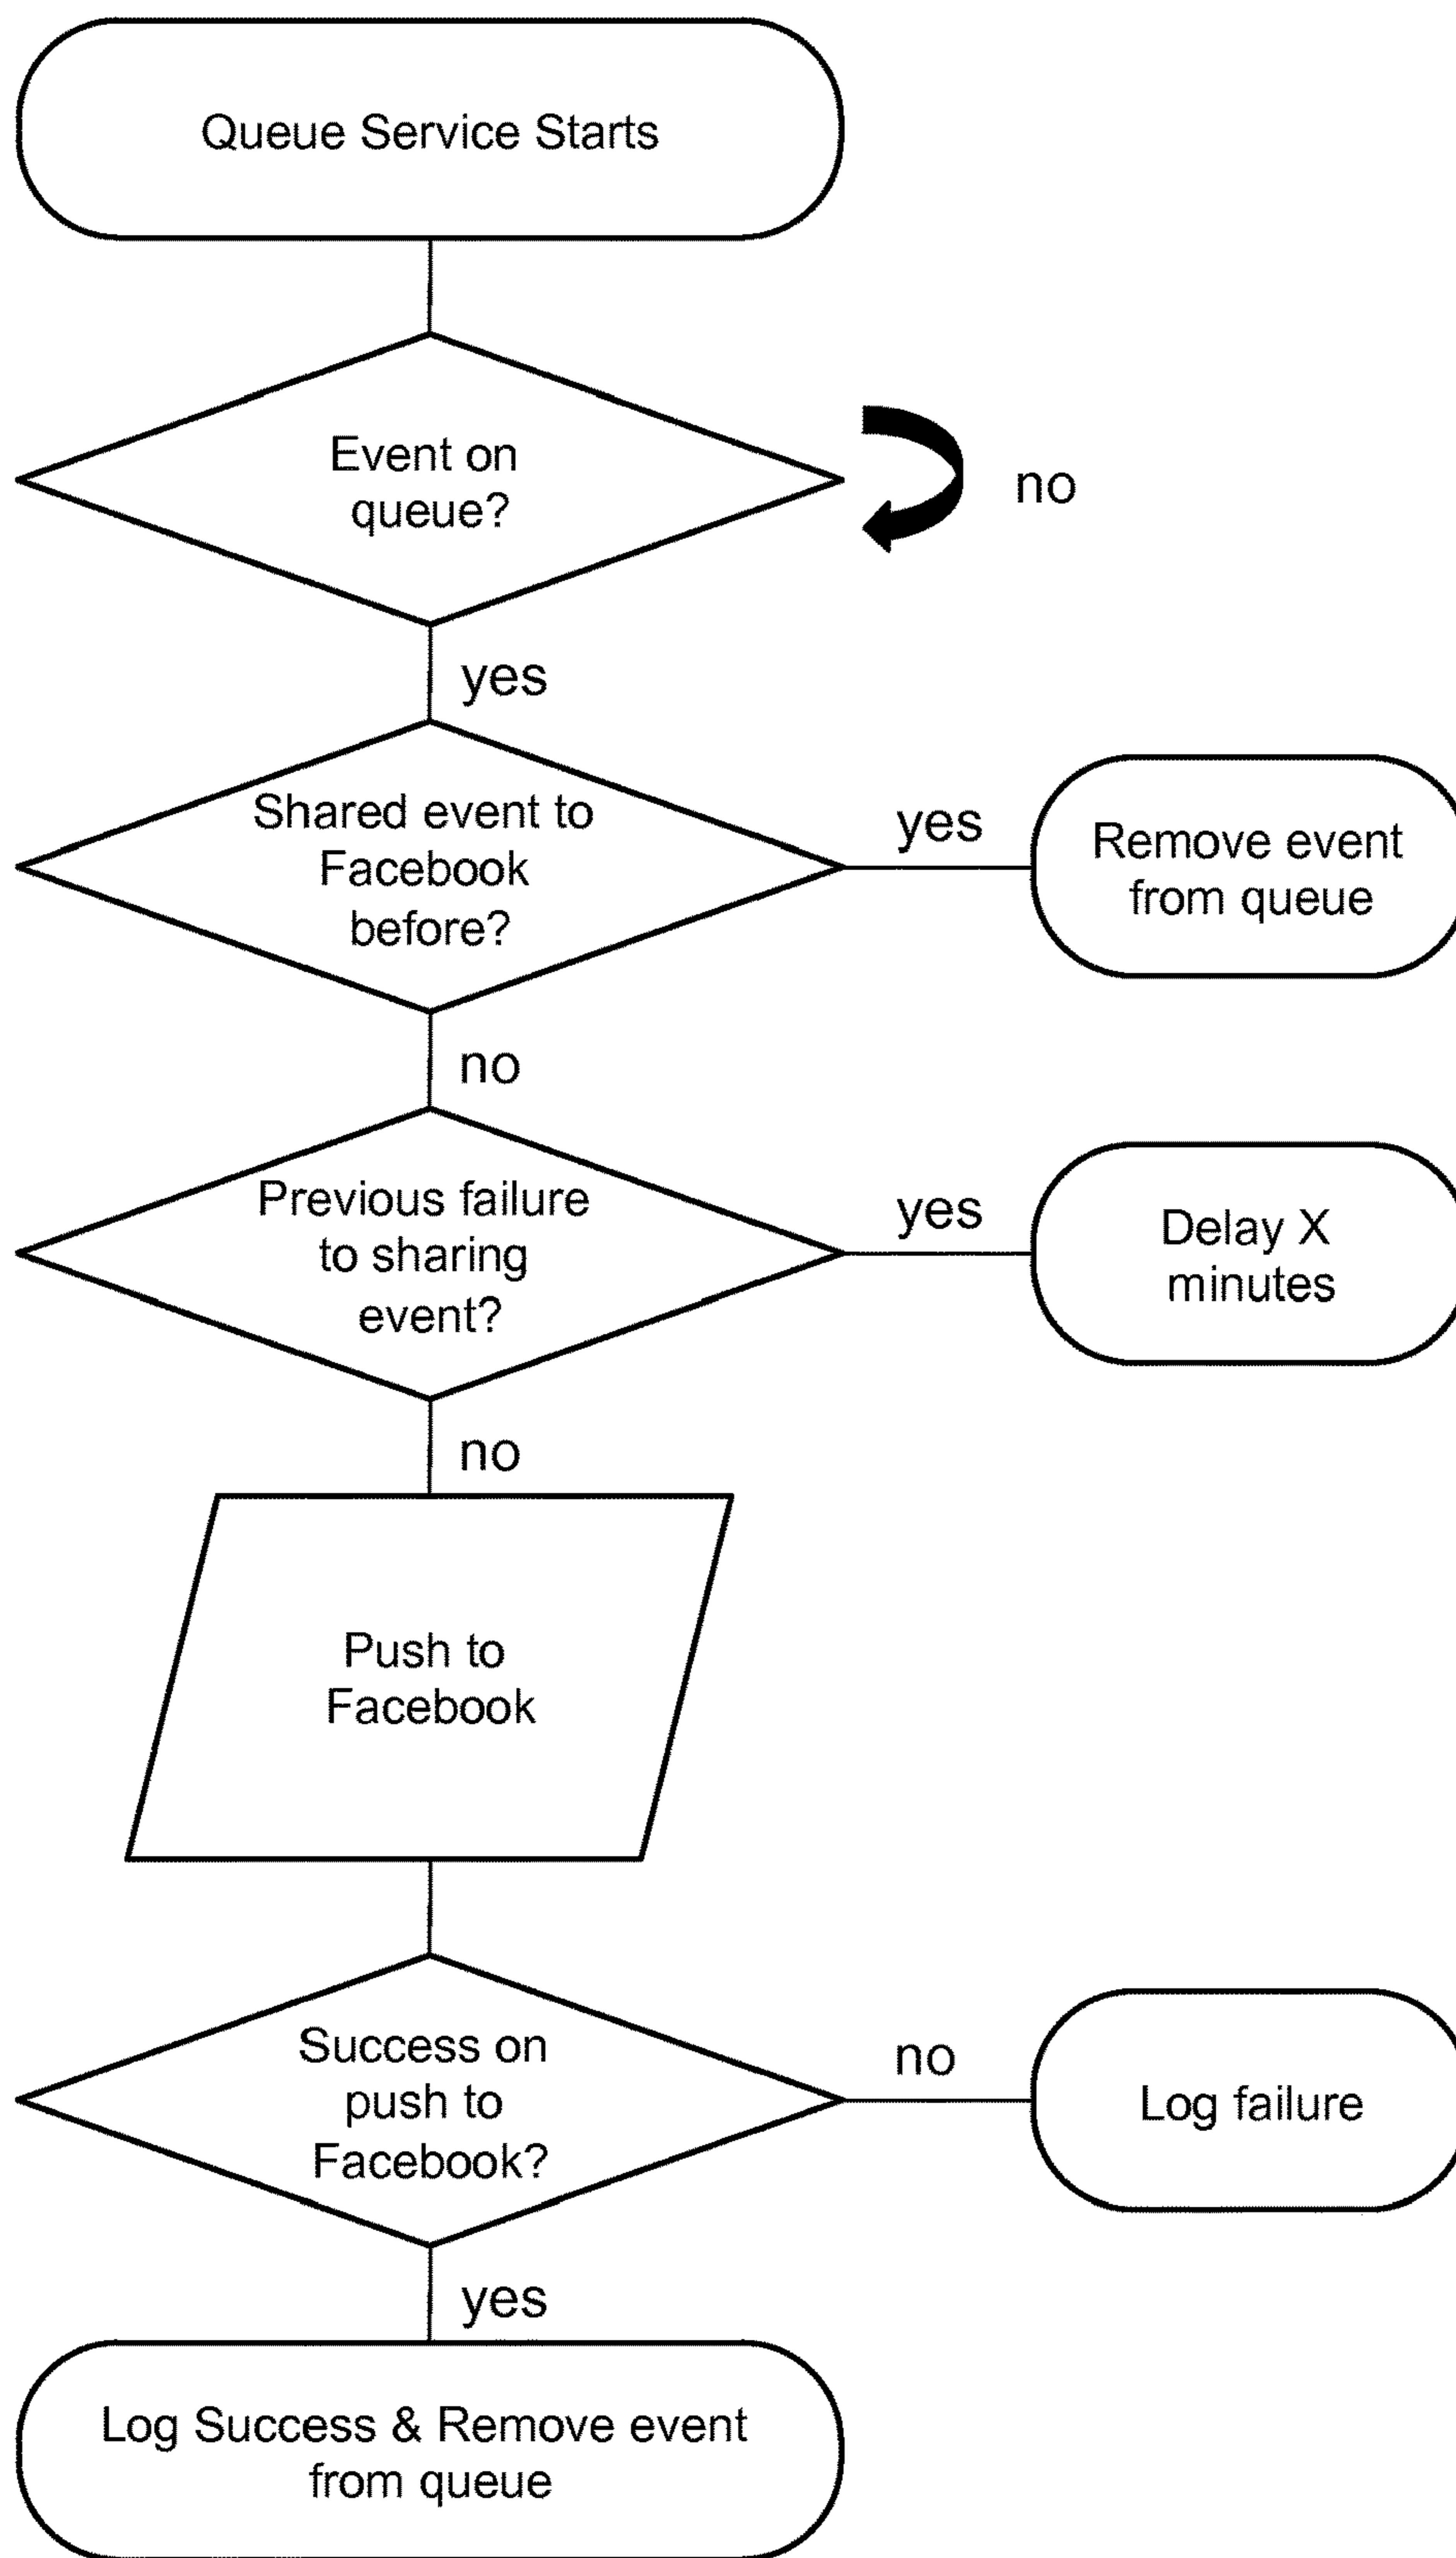 Queue Service Starts
Event on
queue?
no
yes
Shared event to
Facebook
before?
yes
Remove event
from queue
no
Previous failure
to sharing
event?
yes
Delay X
minutes
no
Push to
Facebook
Success on
push to
Facebook?
no
Log failure
yes
Log Success & Remove event
from queue